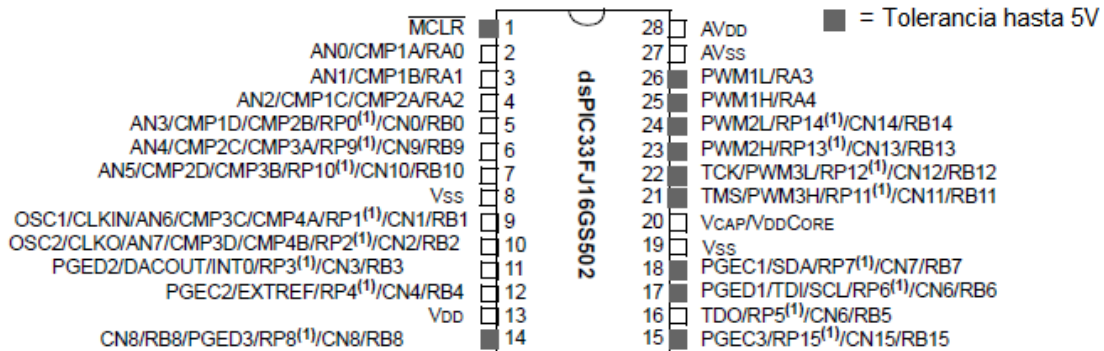 MCLR 1
AN0/CMP1A/RA0 2
AN1/CMP1B/RA1 3
AN2/CMP1C/CMP2A/RA2 4
AN3/CMP1D/CMP2B/RP0(1)/CN0/RB0 5
AN4/CMP2C/CMP3A/RP9(1)/CN9/RB9 6
AN5/CMP2D/CMP3B/RP10(1)/CN10/RB10 7
VSS 8
OSC1/CLKIN/AN6/CMP3C/CMP4A/RP1(1)/CN1/RB1 9
OSC2/CLKO/AN7/CMP3D/CMP4B/RP2(1)/CN2/RB2 10
PGED2/DACOUT/INT0/RP3(1)/CN3/RB3 11
PGEC2/EXTREF/RP4(1)/CN4/RB4 12
VDD 13
CN8/RB8/PGED3/RP8(1)/CN8/RB8 14
dsPIC33FJ16GS502
28 AVDD
27 AVSS
26 PWM1L/RA3
25 PWM1H/RA4
24 PWM2L/RP14(1)/CN14/RB14
23 PWM2H/RP13(1)/CN13/RB13
22 TCK/PWM3L/RP12(1)/CN12/RB12
21 TMS/PWM3H/RP11(1)/CN11/RB11
20 VCAP/VDDCORE
19 VSS
18 PGEC1/SDA/RP7(1)/CN7/RB7
17 PGED1/TDI/SCL/RP6(1)/CN6/RB6
16 TDO/RP5(1)/CN6/RB5
15 PGEC3/RP15(1)/CN15/RB15
= Tolerancia hasta 5V